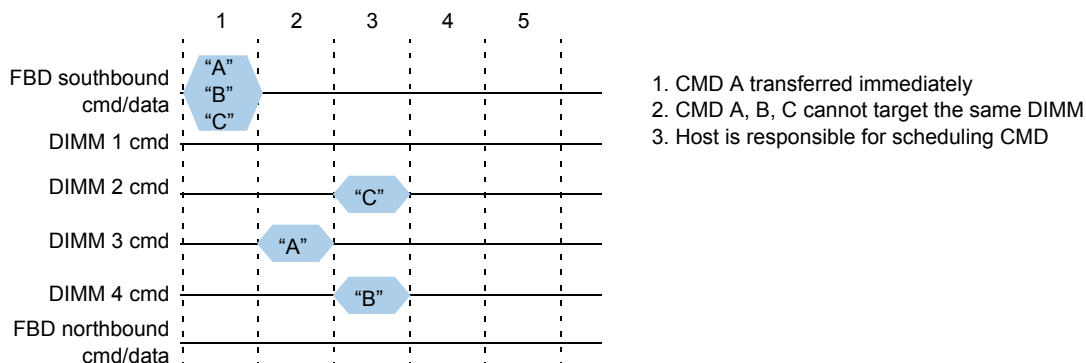 1 2 3 4 5
FBD southbound
cmd/data
“A”
“B”
“C”
DIMM 1 cmd
DIMM 2 cmd
“C”
DIMM 3 cmd
“A”
DIMM 4 cmd
“B”
FBD northbound
cmd/data
1. CMD A transferred immediately
2. CMD A, B, C cannot target the same DIMM
3. Host is responsible for scheduling CMD